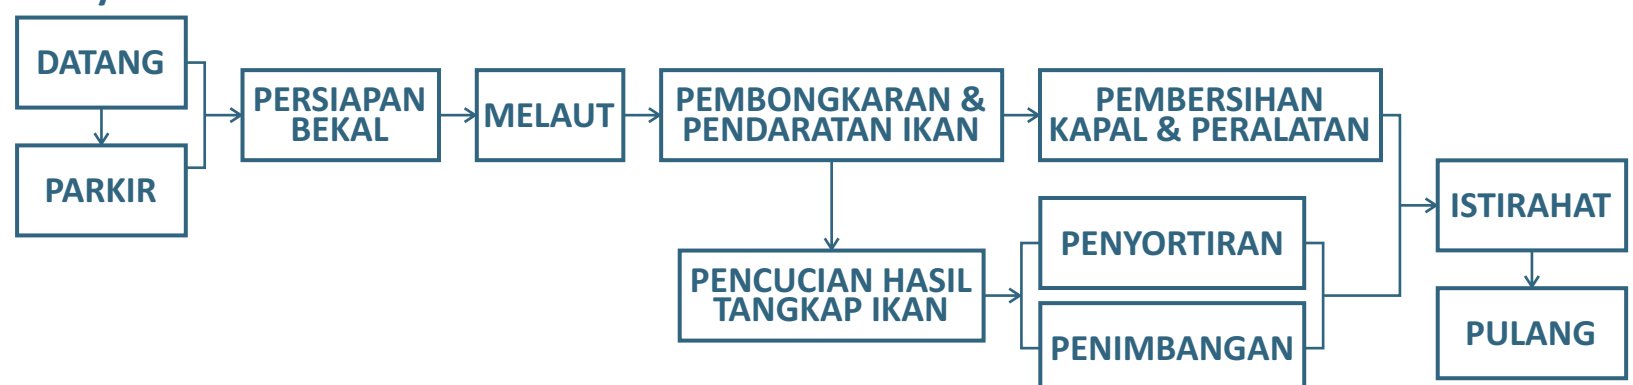 DATANG
PARKIR
PERSIAPAN
BEKAL
MELAUT
PEMBONGKARAN &
PENDARATAN IKAN
PEMBERSIHAN
KAPAL & PERALATAN
PENCUCIAN HASIL
TANGKAP IKAN
PENYORTIRAN
PENIMBANGAN
ISTIRAHAT
PULANG